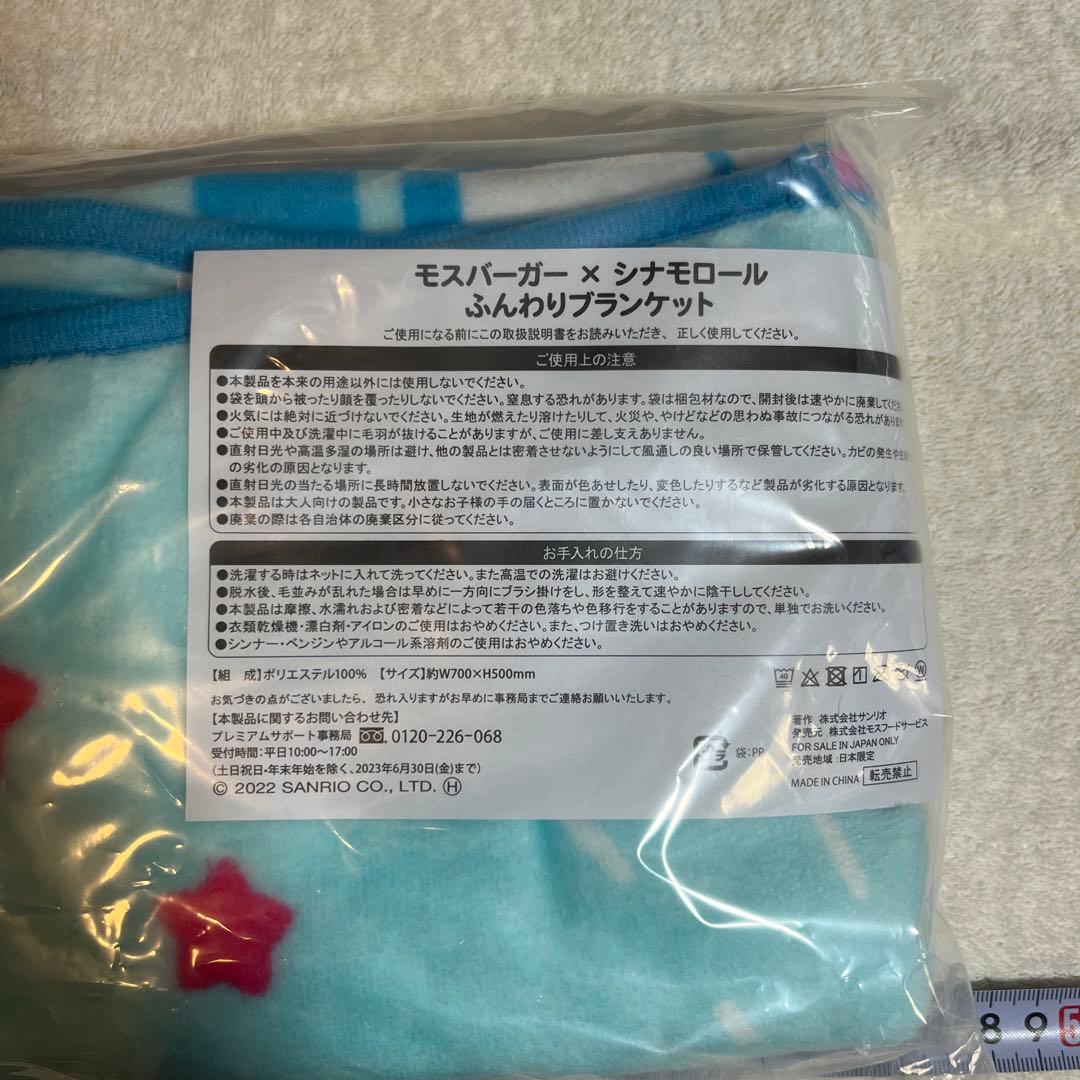 モスバーガー × シナモロール
ふんわりブランケット
ご使用になる前にこの取扱説明書をお読みいただき、正しく使用してください。
ご使用上の注意
●本製品を本来の用途以外には使用しないでください。
●袋を頭から被ったり顔を覆ったりしないでください。窒息する恐れがあります。袋は梱包材なので、開封後は速やかに廃棄してくださ
●火気には絶対に近づけないでください。生地が燃えたり溶けたりして、火災や、やけどなどの思わぬ事故につながる恐れがあります
●ご使用中及び洗濯中に毛羽が抜けることがありますが、ご使用に差し支えありません。
●直射日光や高温多湿の場所は避け、他の製品とは密着させないようにして風通しの良い場所で保管してください。カビの発生や生地
の劣化の原因となります。
●直射日光の当たる場所に長時間放置しないでください。表面が色あせしたり、変色したりするなど製品が劣化する原因となります。
●本製品は大人向けの製品です。小さなお子様の手の届くところに置かないでください。
●廃棄の際は各自治体の廃棄区分に従ってください。
お手入れの仕方
●洗濯する時はネットに入れて洗ってください。また高温での洗濯はお避けください。
●脱水後、毛並みが乱れた場合は早めに一方向にブラシ掛けをし、形を整えて速やかに陰干ししてください。
●本製品は摩擦、水濡れおよび密着などによって若干の色落ちや色移行をすることがありますので、単独でお洗いください。
●衣類乾燥機・漂白剤・アイロンのご使用はおやめください。また、つけ置き洗いはおやめください。
●シンナー・ベンジンやアルコール系溶剤のご使用はおやめください。
【組 成】ポリエステル100% 【サイズ】約W700×H500mm
40
W
お気づきの点がございましたら、恐れ入りますがお早めに事務局までご連絡お願いいたします。
【本製品に関するお問い合わせ先】
プレミアムサポート事務局 0120-226-068
受付時間：平日10:00～17:00
(土日祝日・年末年始を除く、2023年6月30日(金)まで)
© 2022 SANRIO CO., LTD. Ⓗ
プラ
袋：PP
著作 株式会社サンリオ
発売元 株式会社モスフードサービス
FOR SALE IN JAPAN ONLY
発売地域：日本限定
MADE IN CHINA 転売禁止
8 9 5